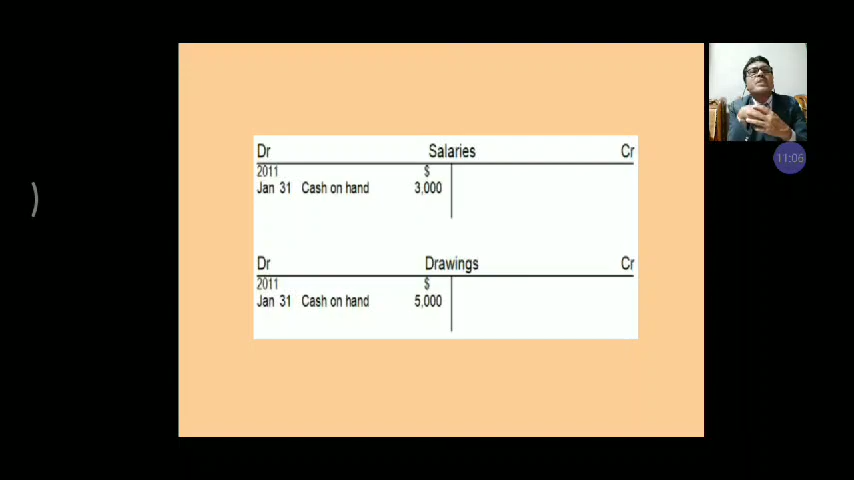 Dr Salaries Cr
2011 $
Jan 31 Cash on hand 3,000
Dr Drawings Cr
2011 $
Jan 31 Cash on hand 5,000
11:06